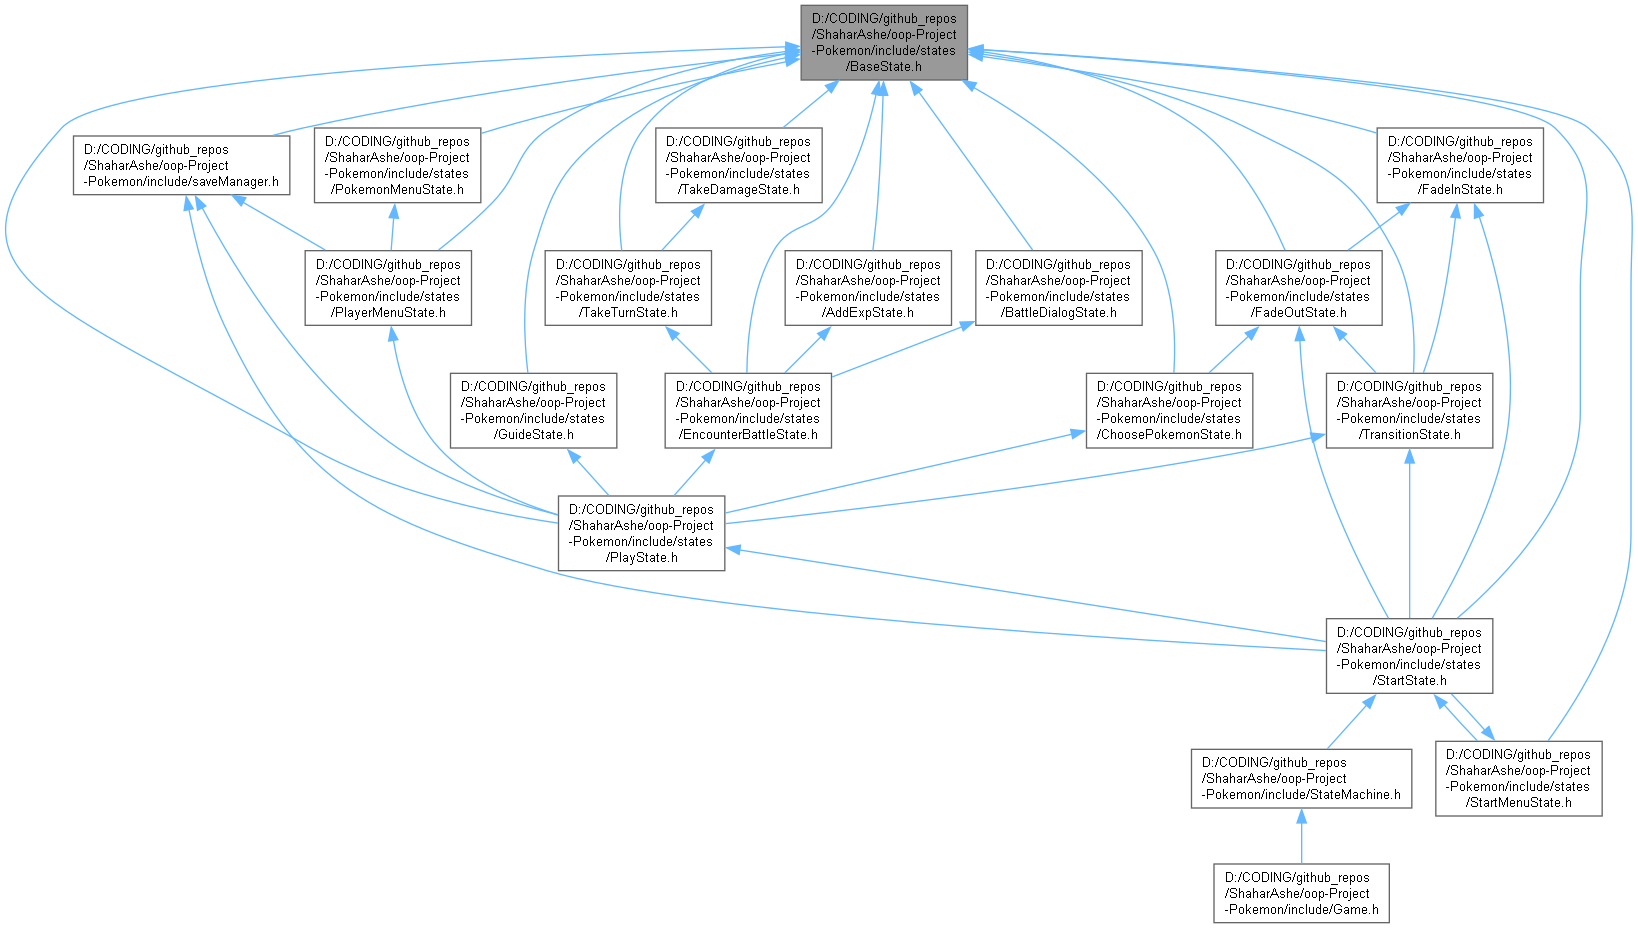 D:/CODING/github_repos
/ShaharAshe/oop-Project
-Pokemon/include/states
/BaseState.h
D:/CODING/github_repos
/ShaharAshe/oop-Project
-Pokemon/include/saveManager.h
D:/CODING/github_repos
/ShaharAshe/oop-Project
-Pokemon/include/states
/PokemonMenuState.h
D:/CODING/github_repos
/ShaharAshe/oop-Project
-Pokemon/include/states
/TakeDamageState.h
D:/CODING/github_repos
/ShaharAshe/oop-Project
-Pokemon/include/states
/FadeInState.h
D:/CODING/github_repos
/ShaharAshe/oop-Project
-Pokemon/include/states
/PlayerMenuState.h
D:/CODING/github_repos
/ShaharAshe/oop-Project
-Pokemon/include/states
/TakeTurnState.h
D:/CODING/github_repos
/ShaharAshe/oop-Project
-Pokemon/include/states
/AddExpState.h
D:/CODING/github_repos
/ShaharAshe/oop-Project
-Pokemon/include/states
/BattleDialogState.h
D:/CODING/github_repos
/ShaharAshe/oop-Project
-Pokemon/include/states
/FadeOutState.h
D:/CODING/github_repos
/ShaharAshe/oop-Project
-Pokemon/include/states
/GuideState.h
D:/CODING/github_repos
/ShaharAshe/oop-Project
-Pokemon/include/states
/EncounterBattleState.h
D:/CODING/github_repos
/ShaharAshe/oop-Project
-Pokemon/include/states
/ChoosePokemonState.h
D:/CODING/github_repos
/ShaharAshe/oop-Project
-Pokemon/include/states
/TransitionState.h
D:/CODING/github_repos
/ShaharAshe/oop-Project
-Pokemon/include/states
/PlayState.h
D:/CODING/github_repos
/ShaharAshe/oop-Project
-Pokemon/include/states
/StartState.h
D:/CODING/github_repos
/ShaharAshe/oop-Project
-Pokemon/include/StateMachine.h
D:/CODING/github_repos
/ShaharAshe/oop-Project
-Pokemon/include/states
/StartMenuState.h
D:/CODING/github_repos
/ShaharAshe/oop-Project
-Pokemon/include/Game.h